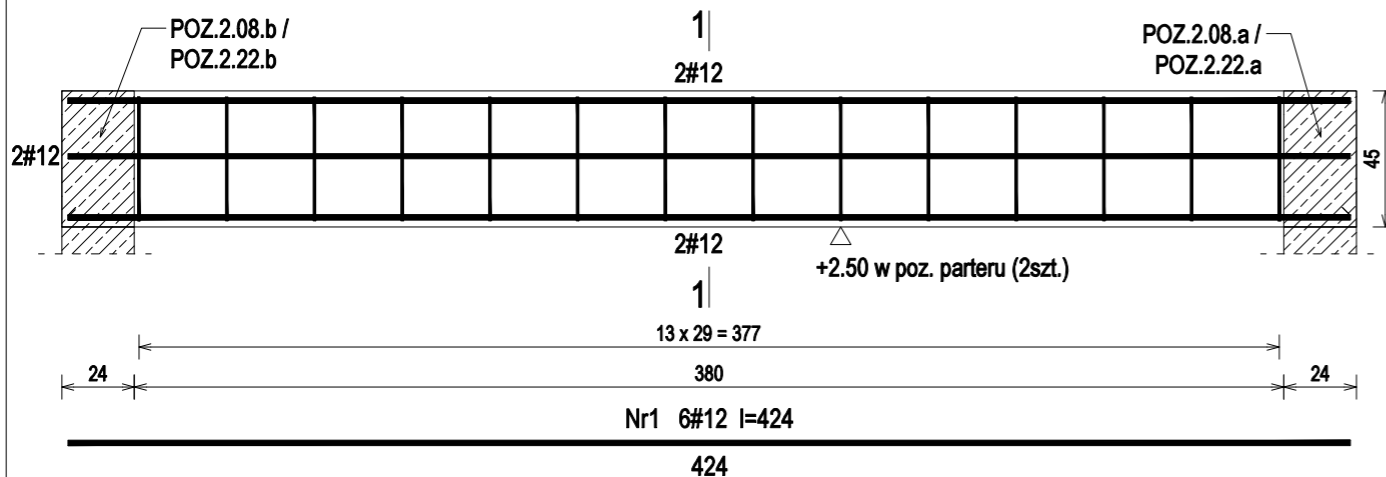 POZ.2.08.b /
POZ.2.22.b
1
2#12
POZ.2.08.a /
POZ.2.22.a
2#12
45
2#12
+2.50 w poz. parteru (2szt.)
1
13 x 29 = 377
24
380
24
Nr1 6#12 l=424
424